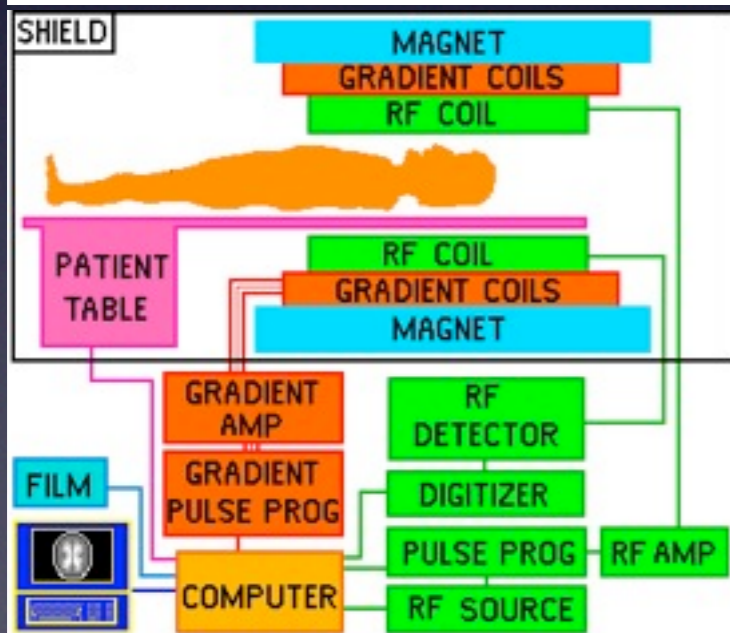 SHIELD
MAGNET
GRADIENT COILS
RF COIL
PATIENT
TABLE
RF COIL
GRADIENT COILS
MAGNET
GRADIENT
AMP
RF
DETECTOR
FILM
GRADIENT
PULSE PROG
DIGITIZER
COMPUTER
PULSE PROG
RF AMP
RF SOURCE